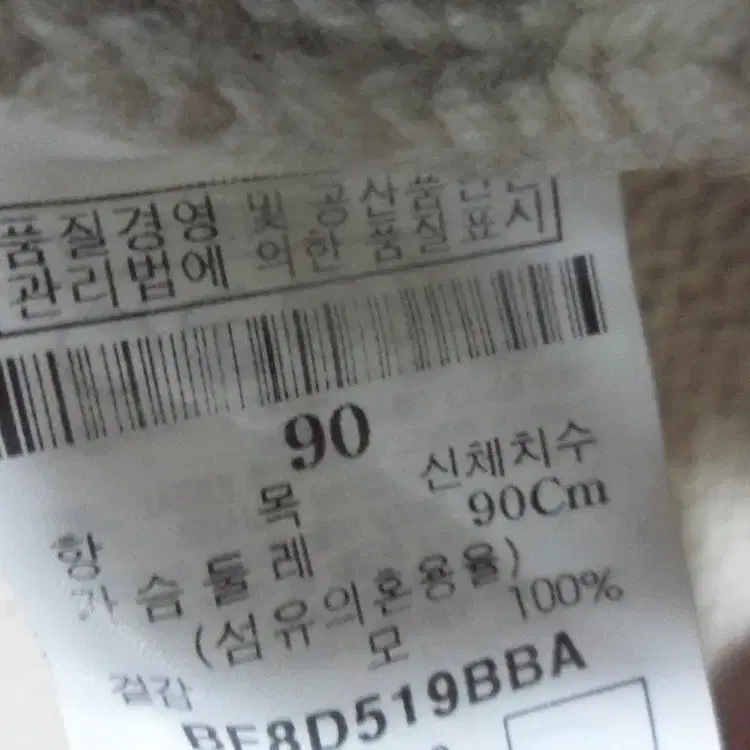 품질경영 및 공산품안전
관리법에 의한 품질표시
90
항 목 신체치수
가슴둘레 90Cm
(섬유의혼용율)
겉감 모 100%
BF8D519BBA